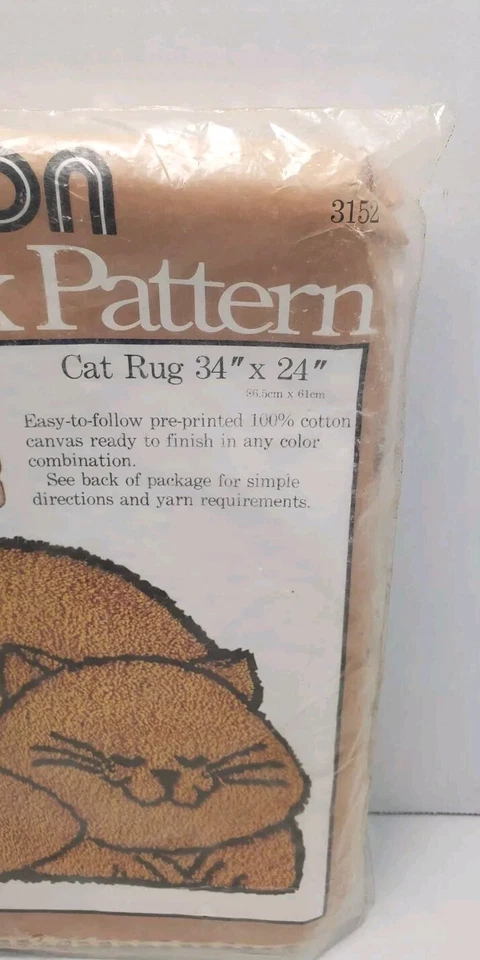 3152
Pattern
Cat Rug 34" x 24"
86.5cm x 61cm
Easy-to-follow pre-printed 100% cotton
canvas ready to finish in any color
combination.
See back of package for simple
directions and yarn requirements.